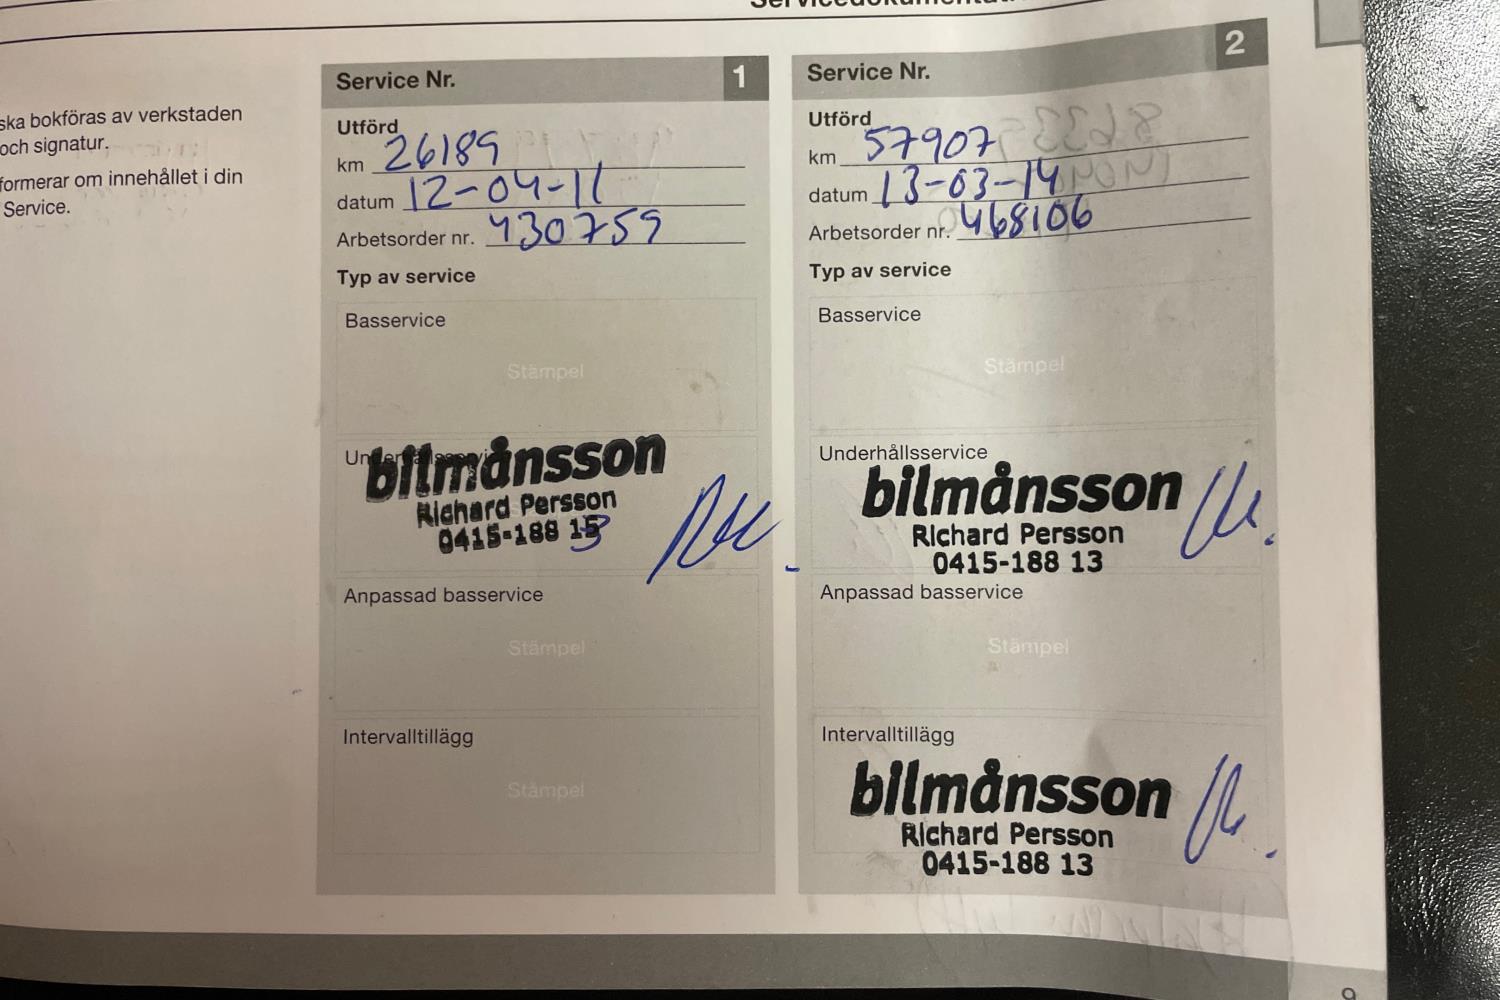 ska bokföras av verkstaden
och signatur.
formerar om innehållet i din
Service.
Service Nr. 1
Utförd
km 26189
datum 12-04-11
Arbetsorder nr. 430759
Typ av service
Basservice
Stämpel
bilmånsson
Richard Persson
0415-188 13
Anpassad basservice
Stämpel
Intervalltillägg
Stämpel
Service Nr. 2
Utförd
km 57907
datum 13-03-14
Arbetsorder nr. 468106
Typ av service
Basservice
Stämpel
Underhållsservice
bilmånsson
Richard Persson
0415-188 13
Anpassad basservice
Stämpel
Intervalltillägg
bilmånsson
Richard Persson
0415-188 13
9